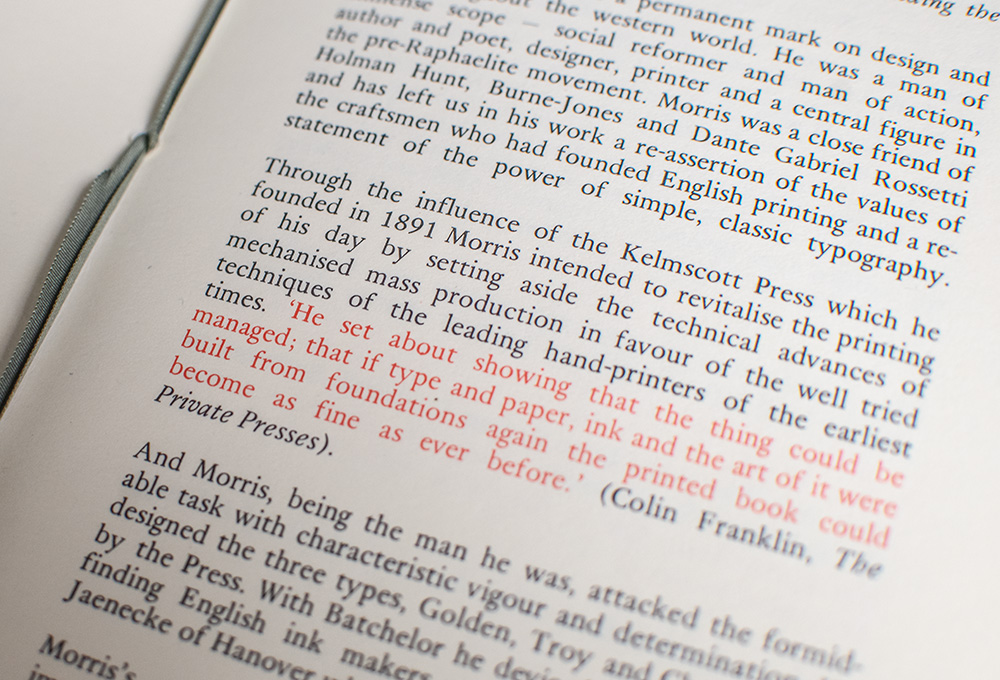 ding the
a permanent mark on design and
the western world. He was a man of
scope — social reformer and man of action,
author and poet, designer, printer and a central figure in
the pre-Raphaelite movement. Morris was a close friend of
Holman Hunt, Burne-Jones and Dante Gabriel Rossetti
and has left us in his work a re-assertion of the values of
the craftsmen who had founded English printing and a re-
statement of the power of simple, classic typography.
Through the influence of the Kelmscott Press which he
founded in 1891 Morris intended to revitalise the printing
of his day by setting aside the technical advances of
mechanised mass production in favour of the well tried
techniques of the leading hand-printers of the earliest
times. ‘He set about showing that the thing could be
managed; that if type and paper, ink and the art of it were
built from foundations again the printed book could
become as fine as ever before.’ (Colin Franklin, The
Private Presses).
And Morris, being the man he was, attacked the formid-
able task with characteristic vigour and determination
designed the three types, Golden, Troy and
by the Press. With Batchelor he
finding English ink makers
Jaenecke of Hanover
Morris's